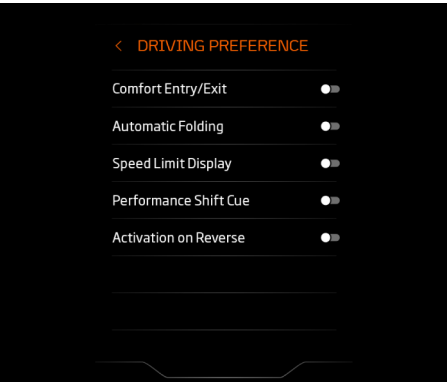 < DRIVING PREFERENCE
Comfort Entry/Exit
Automatic Folding
Speed Limit Display
Performance Shift Cue
Activation on Reverse